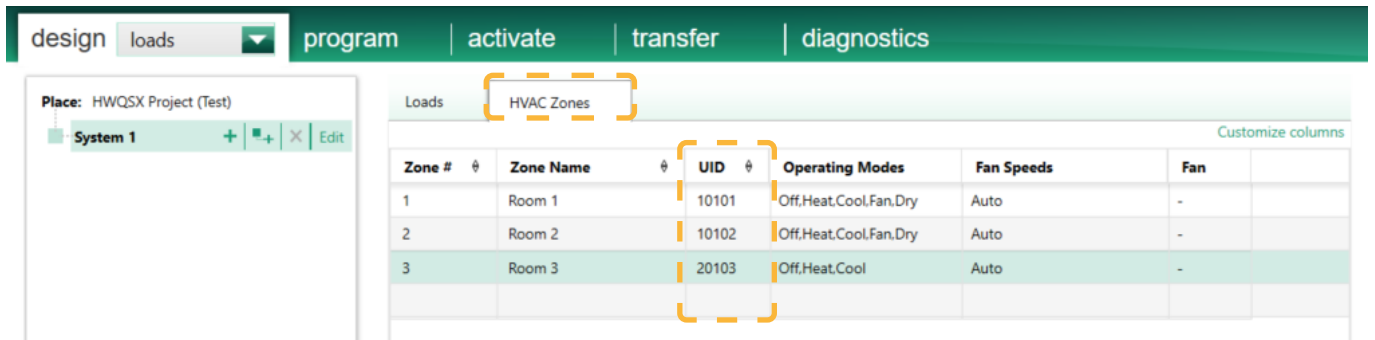 design loads program activate transfer diagnostics
Place: HWQSX Project (Test)
System 1 Edit
Loads HVAC Zones
Customize columns
Zone # Zone Name UID Operating Modes Fan Speeds Fan
1 Room 1 10101 Off,Heat,Cool,Fan,Dry Auto -
2 Room 2 10102 Off,Heat,Cool,Fan,Dry Auto -
3 Room 3 20103 Off,Heat,Cool Auto -